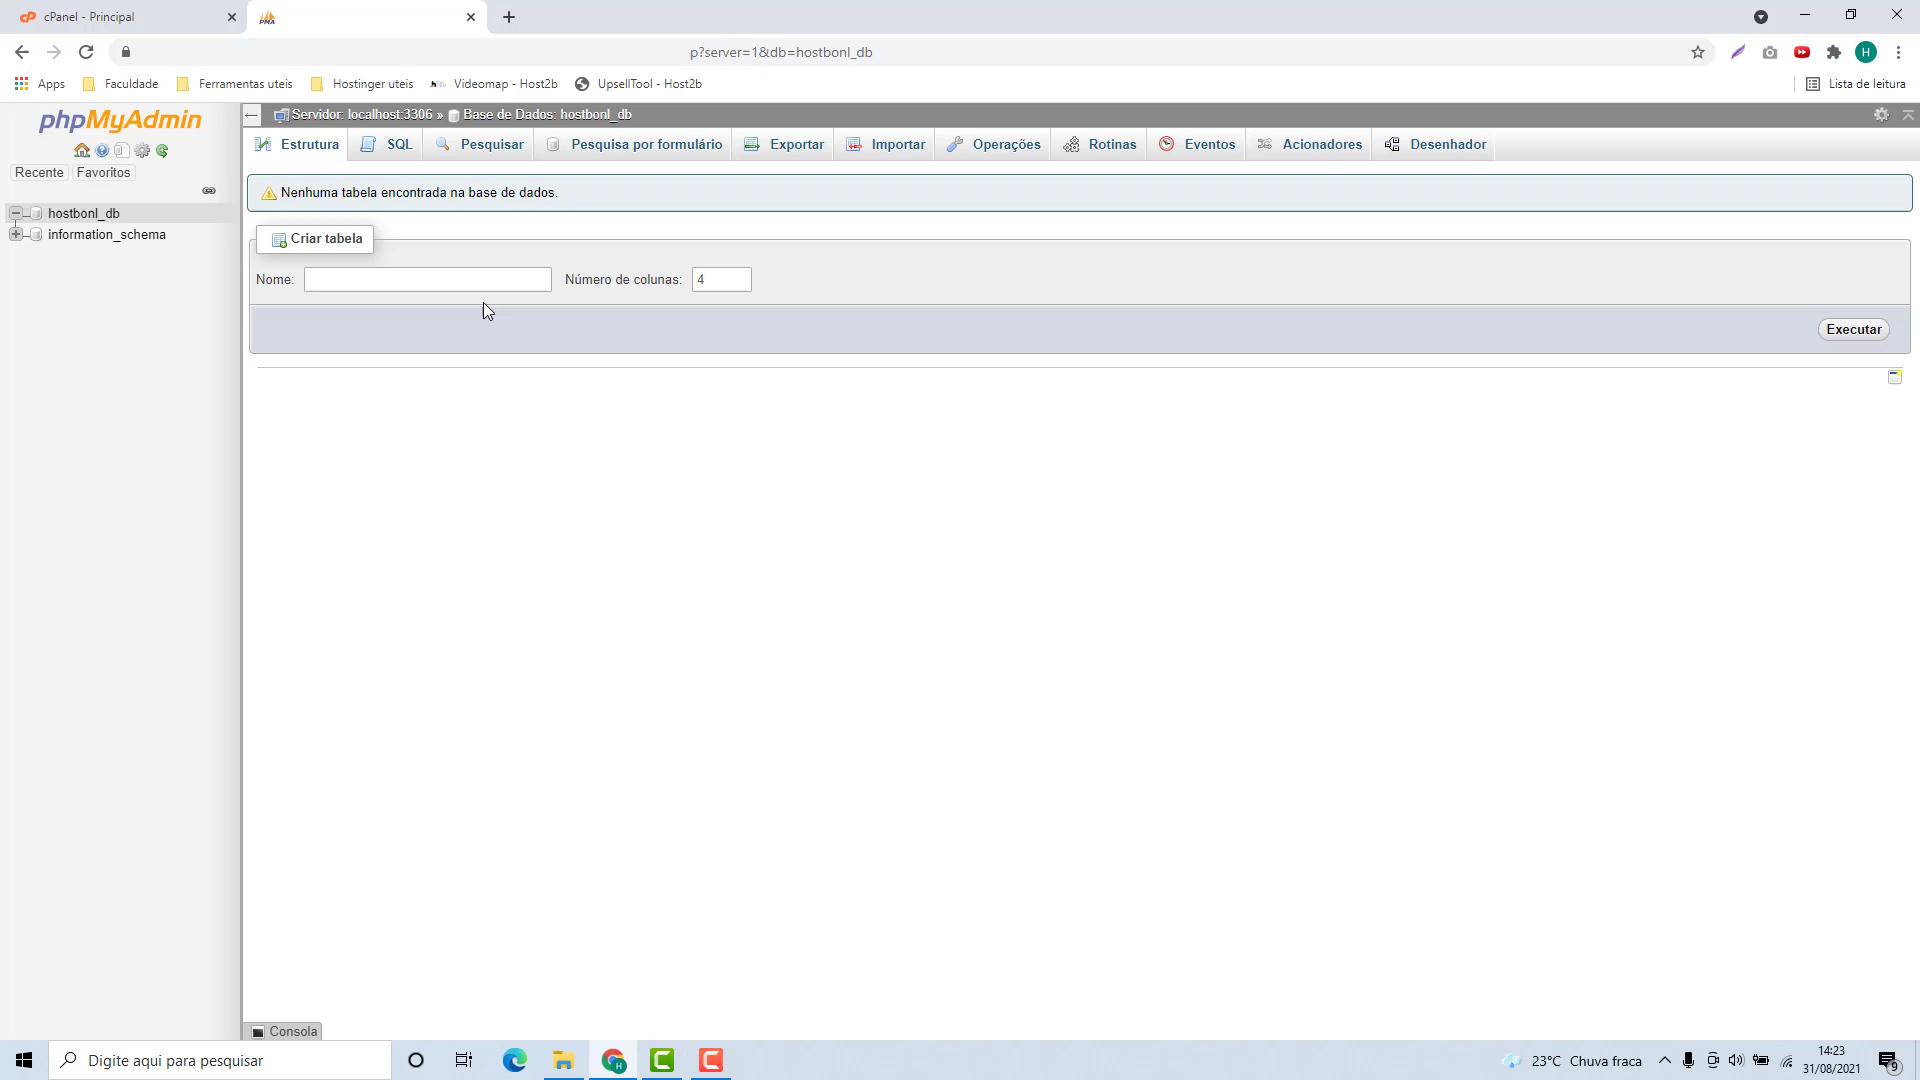 cPanel - Principal
PMA
p?server=1&db=hostbonl_db
H
Apps
Faculdade
Ferramentas uteis
Hostinger uteis
Videomap - Host2b
UpsellTool - Host2b
Lista de leitura
phpMyAdmin
Recente Favoritos
hostbonl_db
information_schema
Servidor: localhost:3306 » Base de Dados: hostbonl_db
Estrutura
SQL
Pesquisar
Pesquisa por formulário
Exportar
Importar
Operações
Rotinas
Eventos
Acionadores
Desenhador
Nenhuma tabela encontrada na base de dados.
Criar tabela
Nome:
Número de colunas: 4
Executar
Consola
Digite aqui para pesquisar
23°C Chuva fraca
14:23
31/08/2021
9